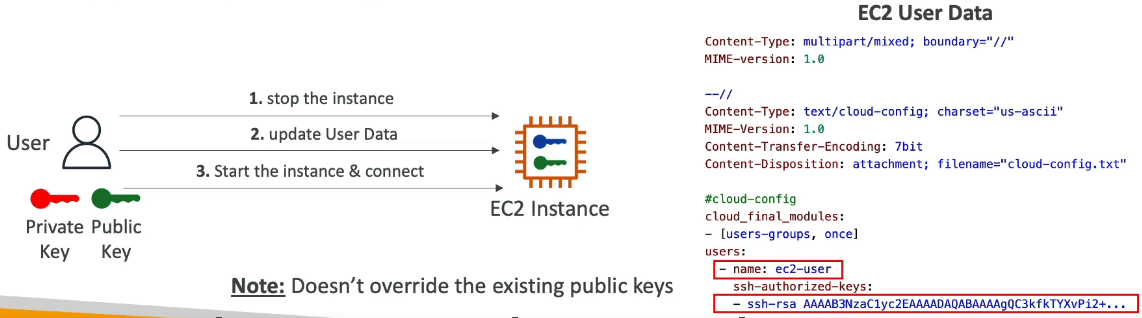 EC2 User Data
Content-Type: multipart/mixed; boundary="//"
MIME-version: 1.0
--//
Content-Type: text/cloud-config; charset="us-ascii"
MIME-Version: 1.0
Content-Transfer-Encoding: 7bit
Content-Disposition: attachment; filename="cloud-config.txt"
#cloud-config
cloud_final_modules:
- [users-groups, once]
users:
- name: ec2-user
ssh-authorized-keys:
- ssh-rsa AAAAB3NzaC1yc2EAAAADAQABAAAAgQC3kfkTYXvPi2+...
1. stop the instance
2. update User Data
3. Start the instance & connect
User
Private Key
Public Key
EC2 Instance
Note: Doesn't override the existing public keys